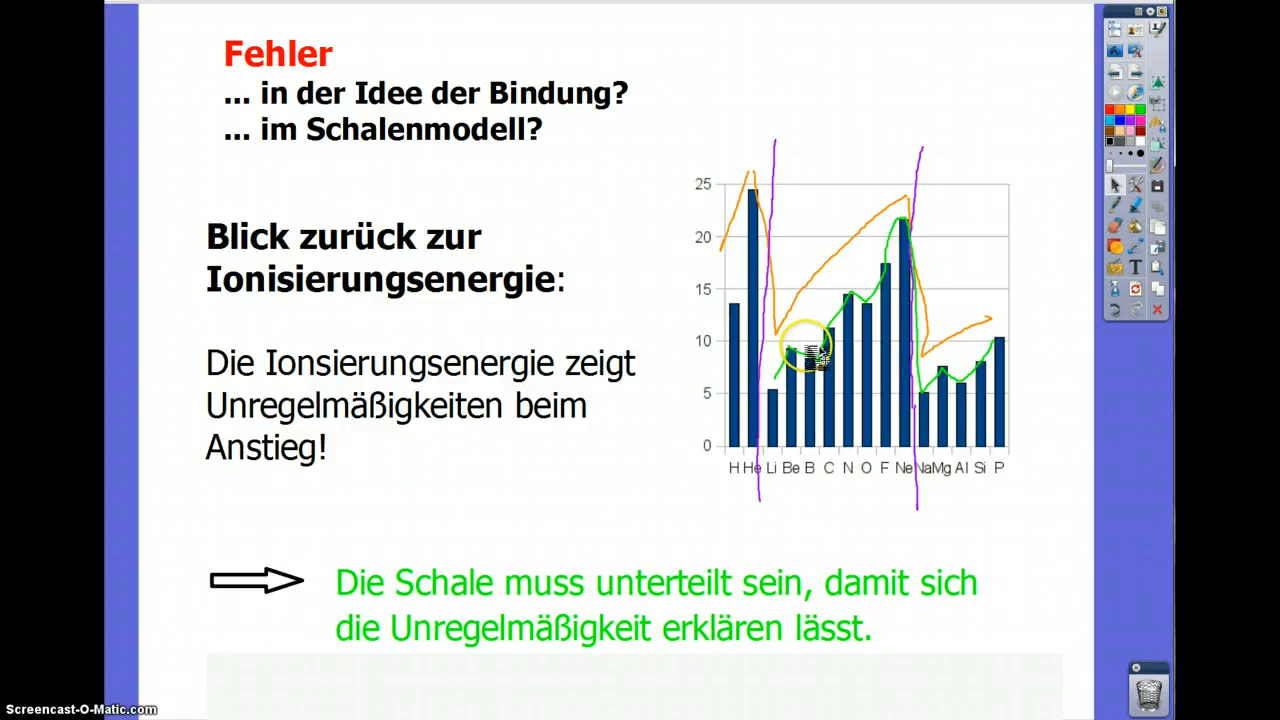 Fehler
... in der Idee der Bindung?
... im Schalenmodell?
Blick zurück zur
Ionisierungsenergie:
Die Ionsierungsenergie zeigt
Unregelmäßigkeiten beim
Anstieg!
25
20
15
10
5
0
H He Li Be B C N O F Ne Na Mg Al Si P
Die Schale muss unterteilt sein, damit sich
die Unregelmäßigkeit erklären lässt.
T
Screencast-O-Matic.com